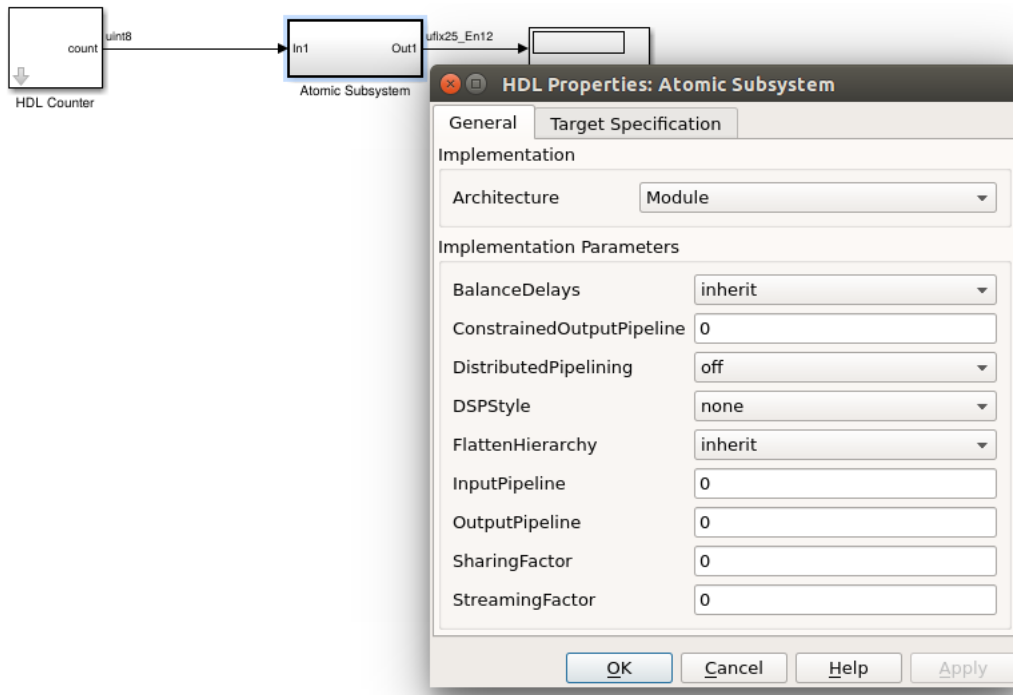 count
uint8
HDL Counter
In1
Out1
Atomic Subsystem
ufix25_En12
HDL Properties: Atomic Subsystem
General
Target Specification
Implementation
Architecture
Module
Implementation Parameters
BalanceDelays
inherit
ConstrainedOutputPipeline
0
DistributedPipelining
off
DSPStyle
none
FlattenHierarchy
inherit
InputPipeline
0
OutputPipeline
0
SharingFactor
0
StreamingFactor
0
OK
Cancel
Help
Apply